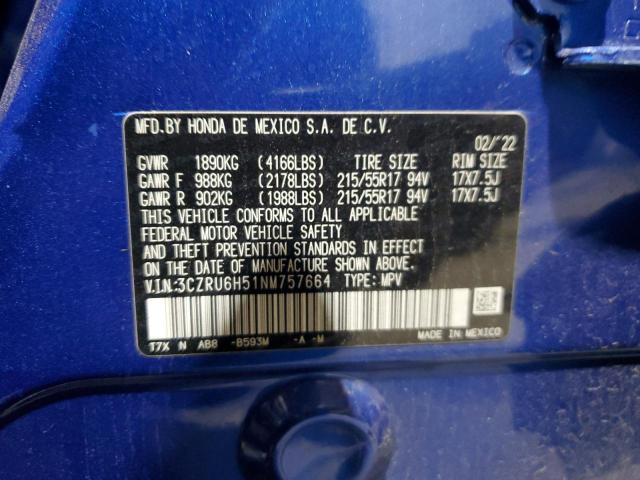 MFD.BY HONDA DE MEXICO S.A. DE C.V.
02/'22
GVWR 1890KG (4166LBS) TIRE SIZE RIM SIZE
GAWR F 988KG (2178LBS) 215/55R17 94V 17X7.5J
GAWR R 902KG (1988LBS) 215/55R17 94V 17X7.5J
THIS VEHICLE CONFORMS TO ALL APPLICABLE
FEDERAL MOTOR VEHICLE SAFETY
AND THEFT PREVENTION STANDARDS IN EFFECT
ON THE DATE OF MANUFACTURE SHOWN ABOVE.
V.I.N:3CZRU6H51NM757664 TYPE: MPV
MADE IN MEXICO
T7X N AB8 -B593M -A -M